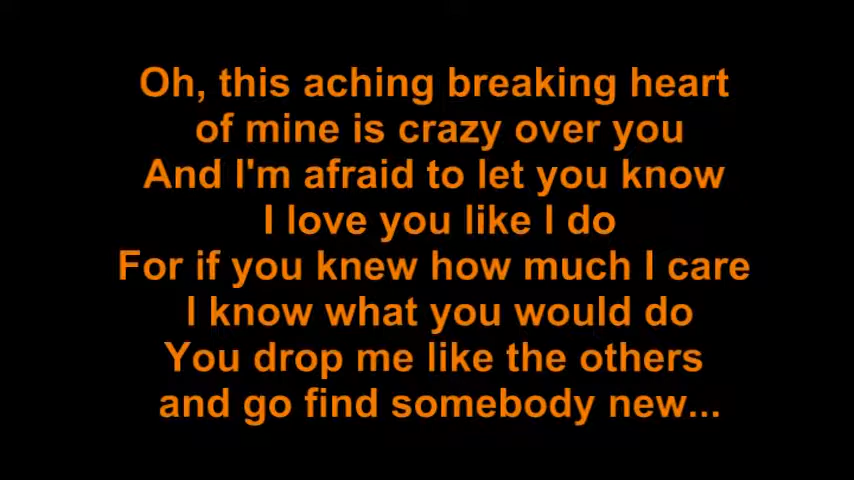 Oh, this aching breaking heart
of mine is crazy over you
And I'm afraid to let you know
I love you like I do
For if you knew how much I care
I know what you would do
You drop me like the others
and go find somebody new...